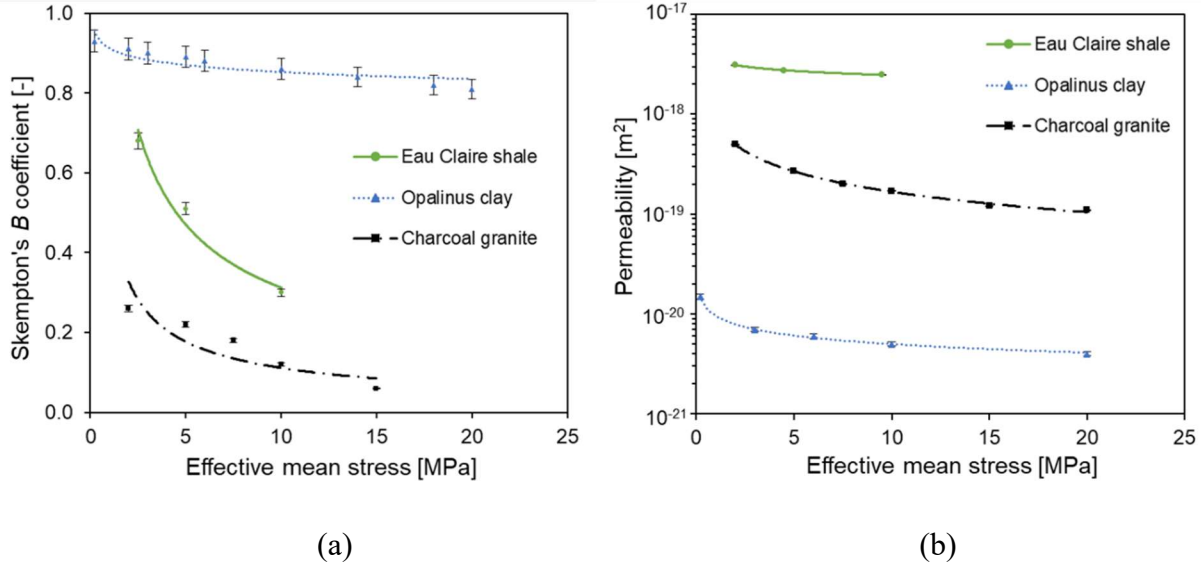 1.0
0.8
0.6
0.4
0.2
0.0
Skempton's B coefficient [-]
Eau Claire shale
Opalinus clay
Charcoal granite
0 5 10 15 20 25
Effective mean stress [MPa]
(a)
10⁻¹⁷
10⁻¹⁸
10⁻¹⁹
10⁻²⁰
10⁻²¹
Permeability [m²]
Eau Claire shale
Opalinus clay
Charcoal granite
0 5 10 15 20 25
Effective mean stress [MPa]
(b)